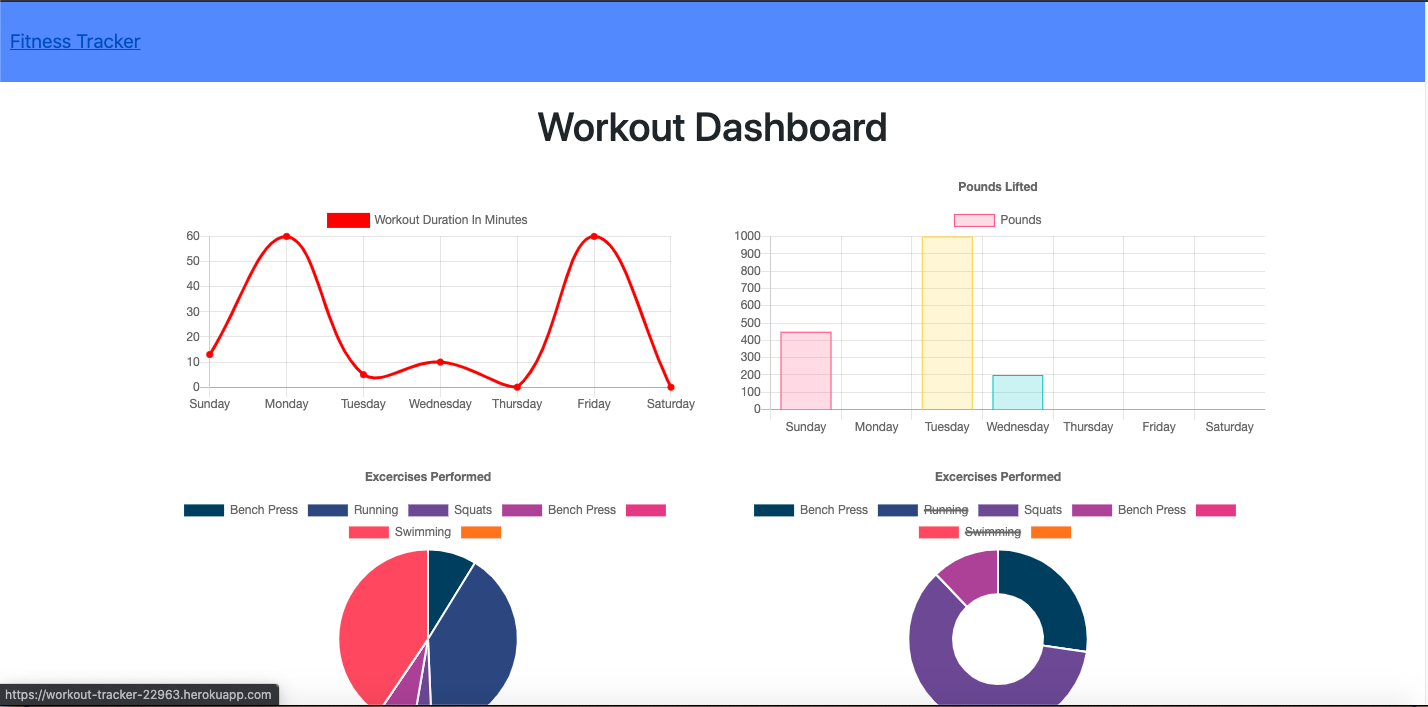 Fitness Tracker
Workout Dashboard
Workout Duration In Minutes
60
50
40
30
20
10
0
Sunday Monday Tuesday Wednesday Thursday Friday Saturday
Pounds Lifted
Pounds
1000
900
800
700
600
500
400
300
200
100
0
Sunday Monday Tuesday Wednesday Thursday Friday Saturday
Excercises Performed
Bench Press Running Squats Bench Press
Swimming
Excercises Performed
Bench Press Running Squats Bench Press
Swimming
https://workout-tracker-22963.herokuapp.com